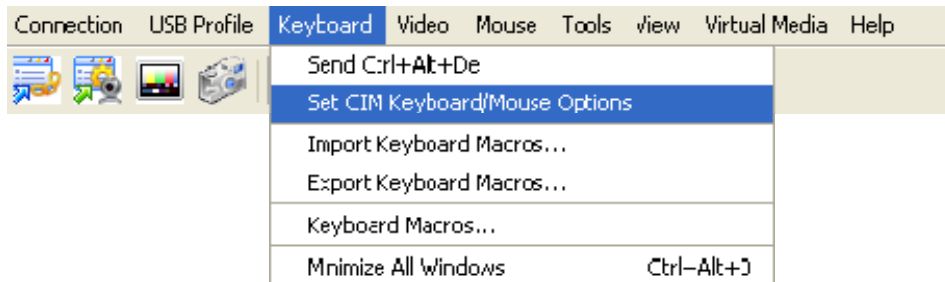 Connection USB Profile Keyboard Video Mouse Tools View Virtual Media Help
Send Ctrl+Alt+De
Set CIM Keyboard/Mouse Options
Import Keyboard Macros...
Export Keyboard Macros...
Keyboard Macros...
Minimize All Windows